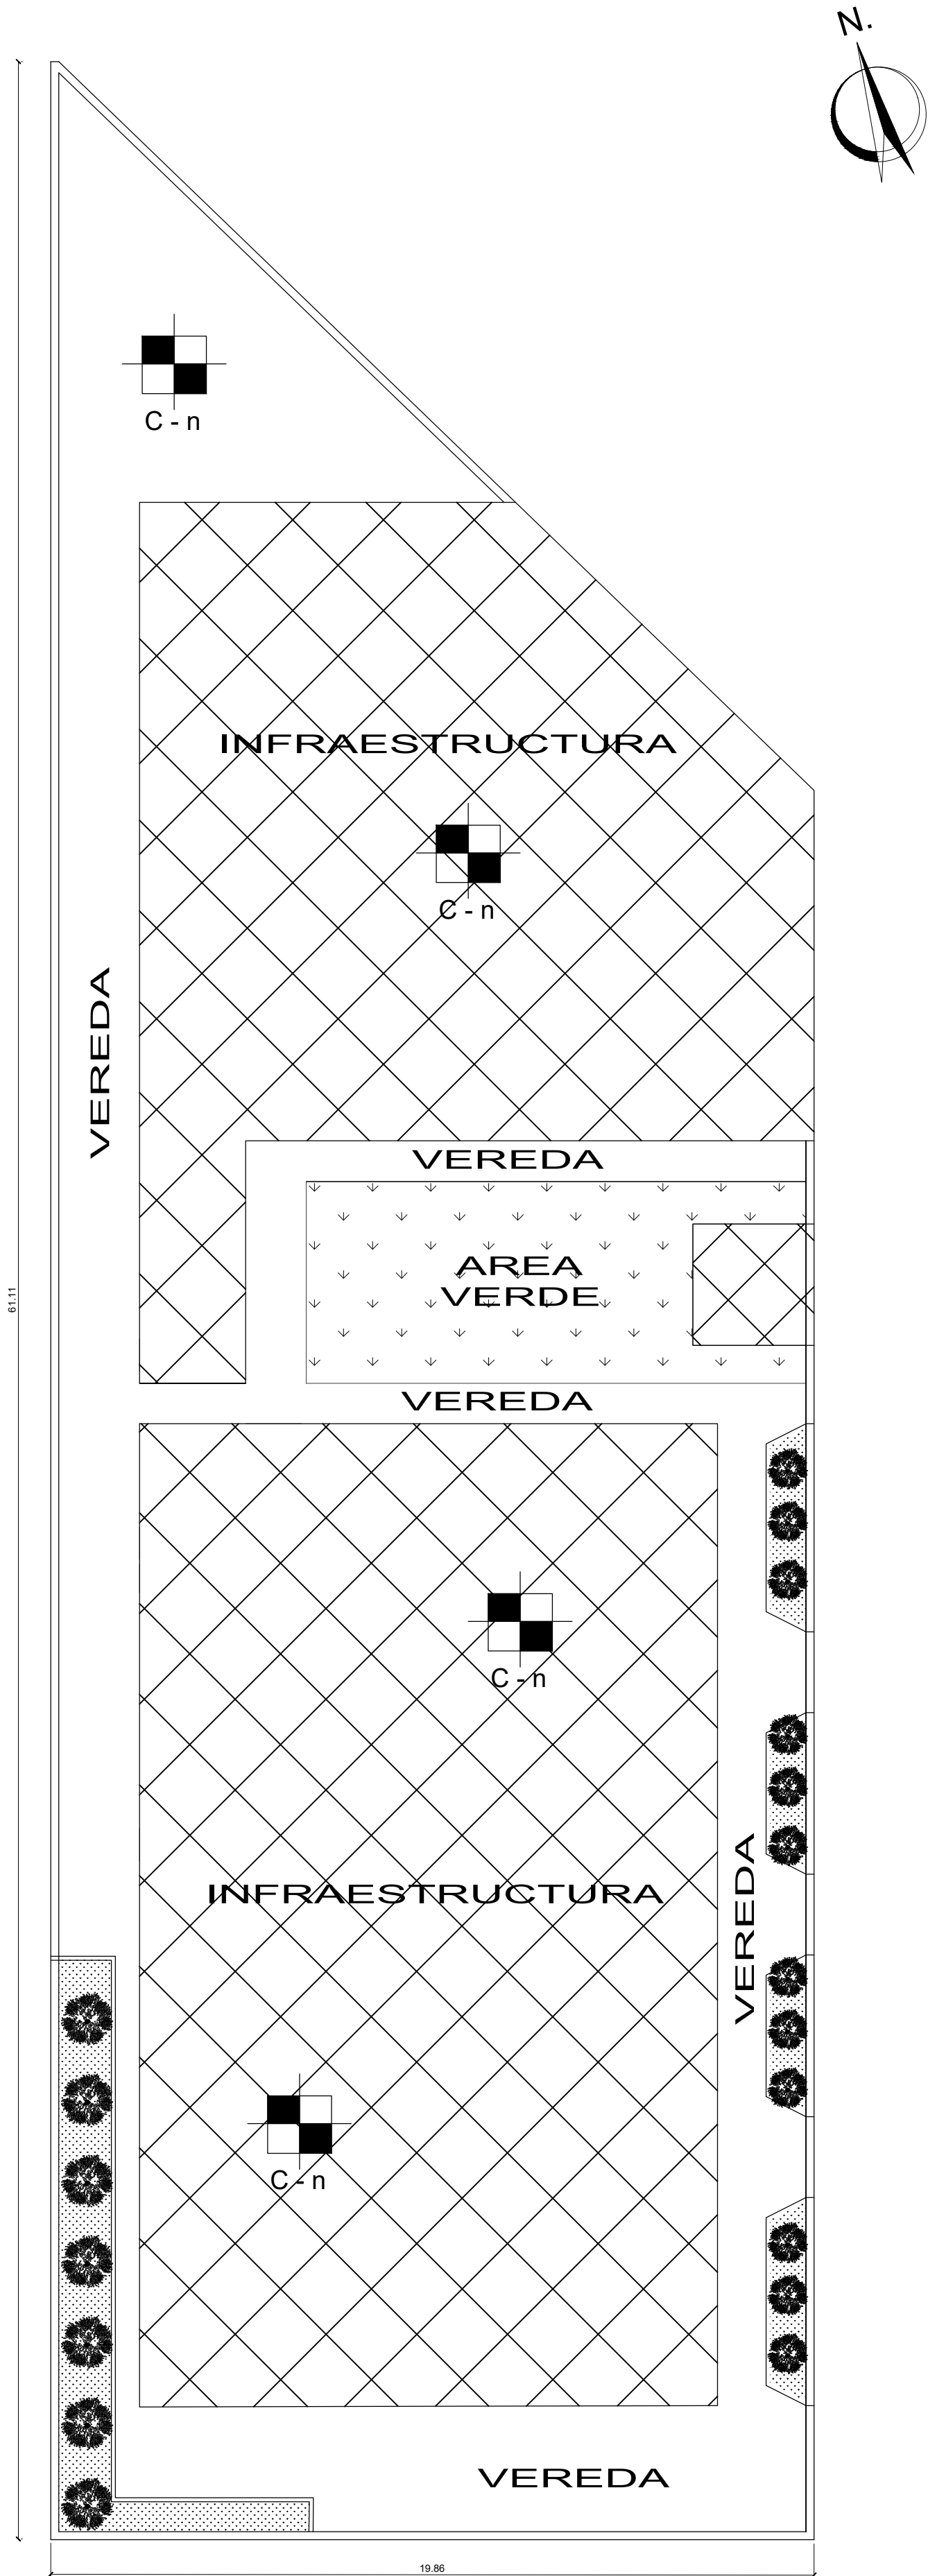 N.
C - n
INFRAESTRUCTURA
C - n
VEREDA
VEREDA
AREA
VERDE
61.11
VEREDA
C - n
INFRAESTRUCTURA
VEREDA
C - n
VEREDA
19.86